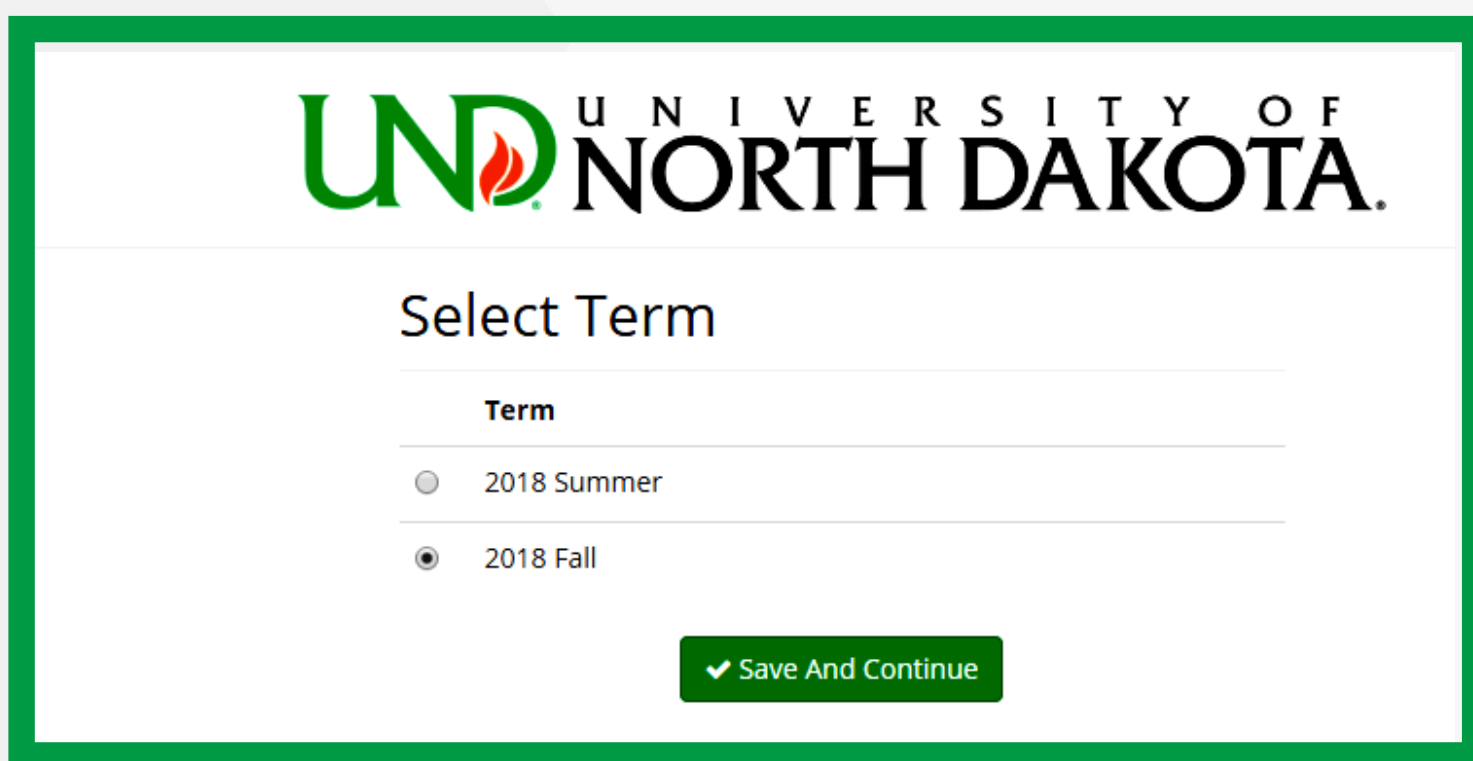 UND UNIVERSITY OF
NORTH DAKOTA.
Select Term
Term
2018 Summer
2018 Fall
Save And Continue